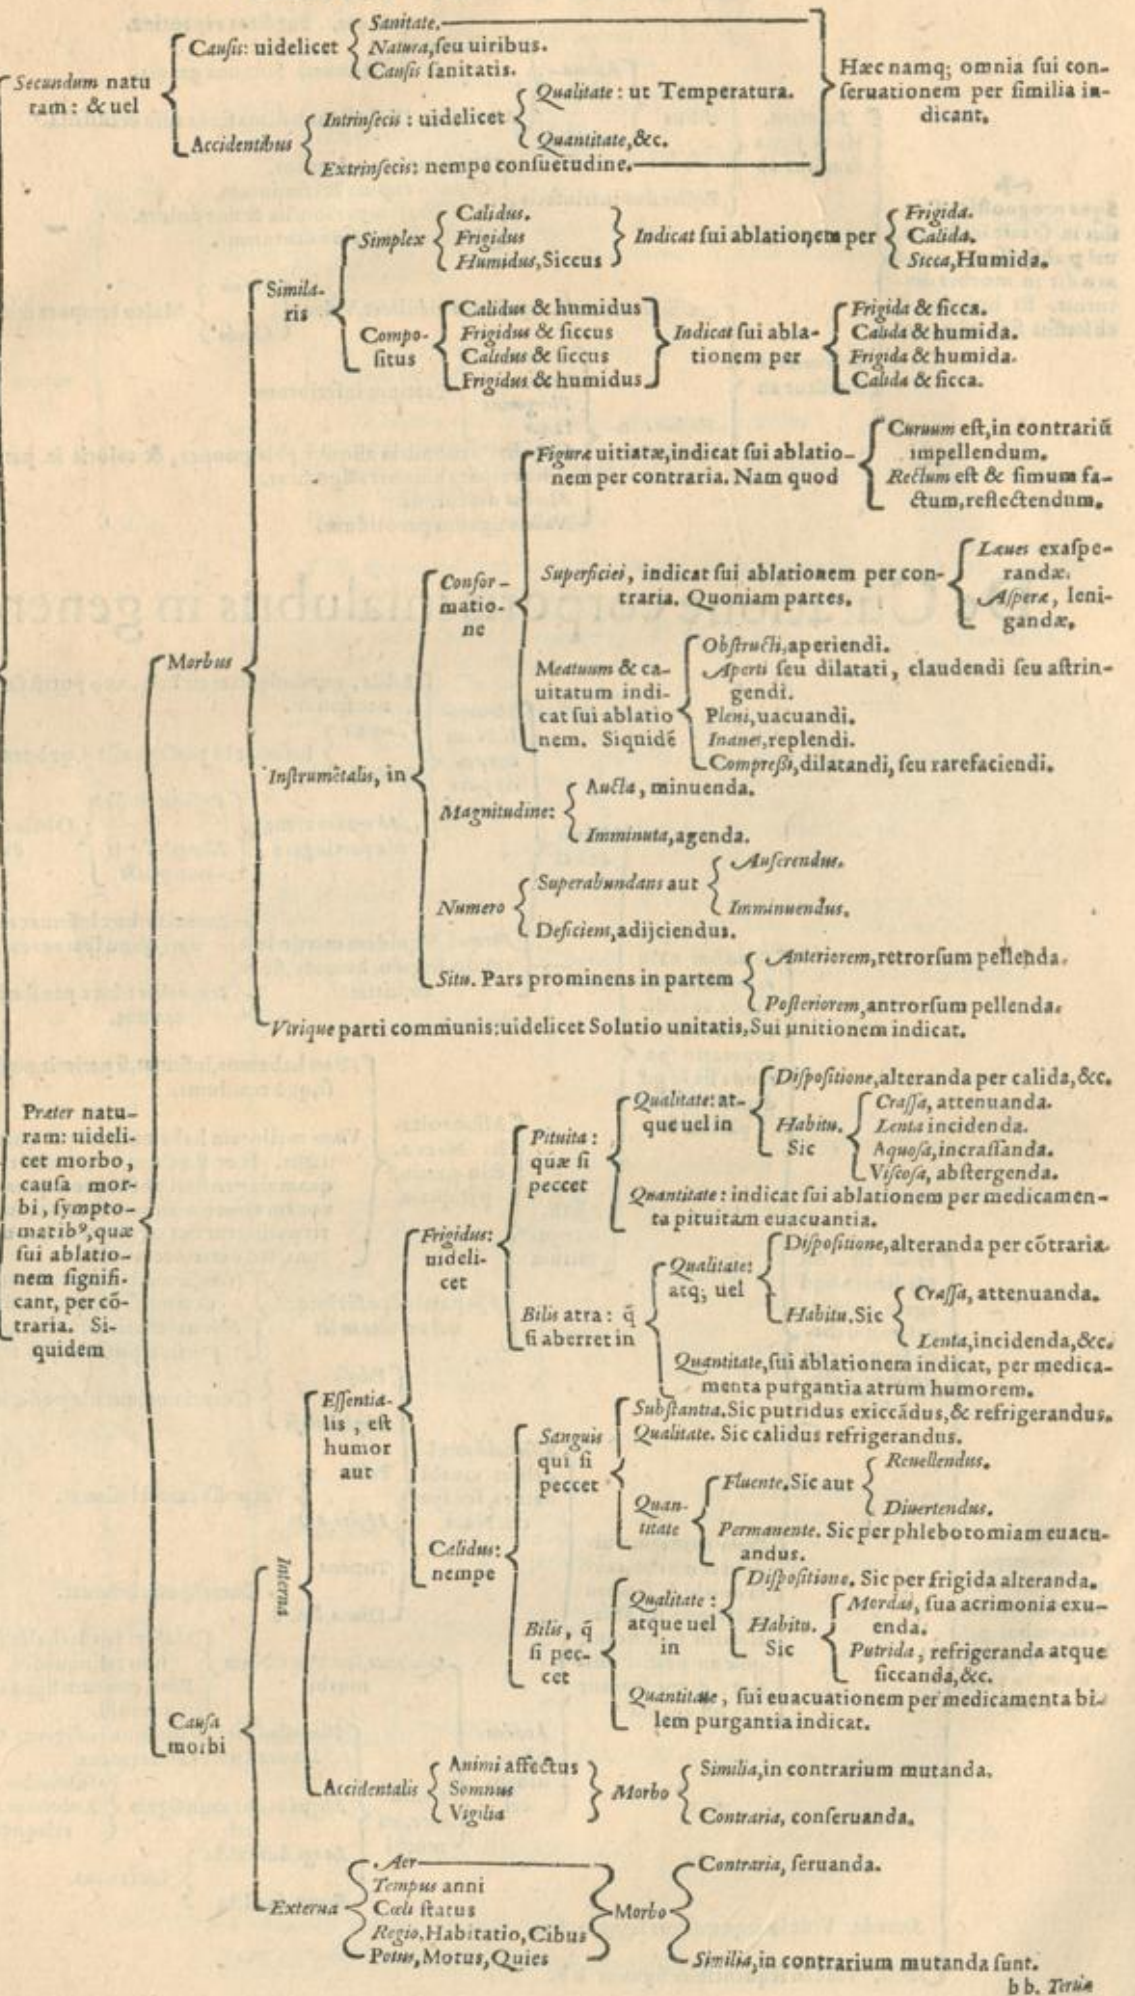 Secundum natu
ram: & uel
Causis: uidelicet
Sanitate.
Natura, seu uiribus.
Causis sanitatis.
Accidentibus
Intrinsecis: uidelicet
Qualitate: ut Temperatura.
Quantitate, &c.
Extrinsecis: nempe consuetudine.
Hæc namq; omnia sui con-
seruationem per similia in-
dicant.
Præter natu-
ram: uideli-
cet morbo,
causa mor-
bi, sympto-
matibꝰ, quæ
sui ablatio-
nem signifi-
cant, per cō-
traria. Si-
quidem
Morbus
Simila-
ris
Simplex
Calidus.
Frigidus
Humidus, Siccus
Indicat sui ablationem per
Frigida.
Calida.
Sicca, Humida.
Compo-
situs
Calidus & humidus
Frigidus & siccus
Calidus & siccus
Frigidus & humidus
Indicat sui abla-
tionem per
Frigida & sicca.
Calida & humida.
Frigida & humida.
Calida & sicca.
Instrumētalis, in
Confor-
matio-
ne
Figuræ uitiatæ, indicat sui ablatio-
nem per contraria. Nam quod
Curuum est, in contrariū
impellendum.
Rectum est & simum fa-
ctum, reflectendum.
Superficiei, indicat sui ablationem per con-
traria. Quoniam partes.
Læues exaspe-
randæ.
Asperæ, leni-
gandæ.
Meatuum & ca-
uitatum indi-
cat sui ablatio
nem. Siquidē
Obstructi, aperiendi.
Aperti seu dilatati, claudendi seu astrin-
gendi.
Pleni, uacuandi.
Inanes, replendi.
Compreßi, dilatandi, seu rarefaciendi.
Magnitudine:
Aucta, minuenda.
Imminuta, agenda.
Numero
Superabundans aut
Auferendus.
Imminuendus.
Deficiens, adijciendus.
Situ. Pars prominens in partem
Anteriorem, retrorsum pellenda.
Posteriorem, antrorsum pellenda.
Vtrique parti communis: uidelicet Solutio unitatis, Sui unitionem indicat.
Causa
morbi
Interna
Essentia-
lis, est
humor
aut
Frigidus:
uideli-
cet
Pituita:
quæ si
peccet
Qualitate: at-
que uel in
Dispositione, alteranda per calida, &c.
Habitu.
Sic
Crassa, attenuanda.
Lenta incidenda.
Aquosa, incrassanda.
Viscosa, abstergenda.
Quantitate: indicat sui ablationem per medicamen-
ta pituitam euacuantia.
Bilis atra: q̄
si aberret in
Qualitate:
atq; uel
Dispositione, alteranda per cōtraria.
Habitu. Sic
Crassa, attenuanda.
Lenta, incidenda, &c.
Quantitate, sui ablationem indicat, per medica-
menta purgantia atrum humorem.
Calidus:
nempe
Sanguis
qui si
peccet
Substantia. Sic putridus exiccādus, & refrigerandus.
Qualitate. Sic calidus refrigerandus.
Quan-
titate
Fluente. Sic aut
Reuellendus.
Diuertendus.
Permanente. Sic per phlebotomiam euacu-
andus.
Bilis, q̄
si pec-
cet
Qualitate:
atque uel
in
Dispositione. Sic per frigida alteranda.
Habitu.
Sic
Mordax, sua acrimonia exu-
enda.
Putrida, refrigeranda atque
siccanda, &c.
Quantitate, sui euacuationem per medicamenta bi-
lem purgantia indicat.
Accidentalis
Animi affectus
Somnus
Vigilia
Morbo
Similia, in contrarium mutanda.
Contraria, conseruanda.
Externa
Aer
Tempus anni
Cœli status
Regio, Habitatio, Cibus
Potus, Motus, Quies
Morbo
Contraria, seruanda.
Similia, in contrarium mutanda sunt.
bb. Tertia